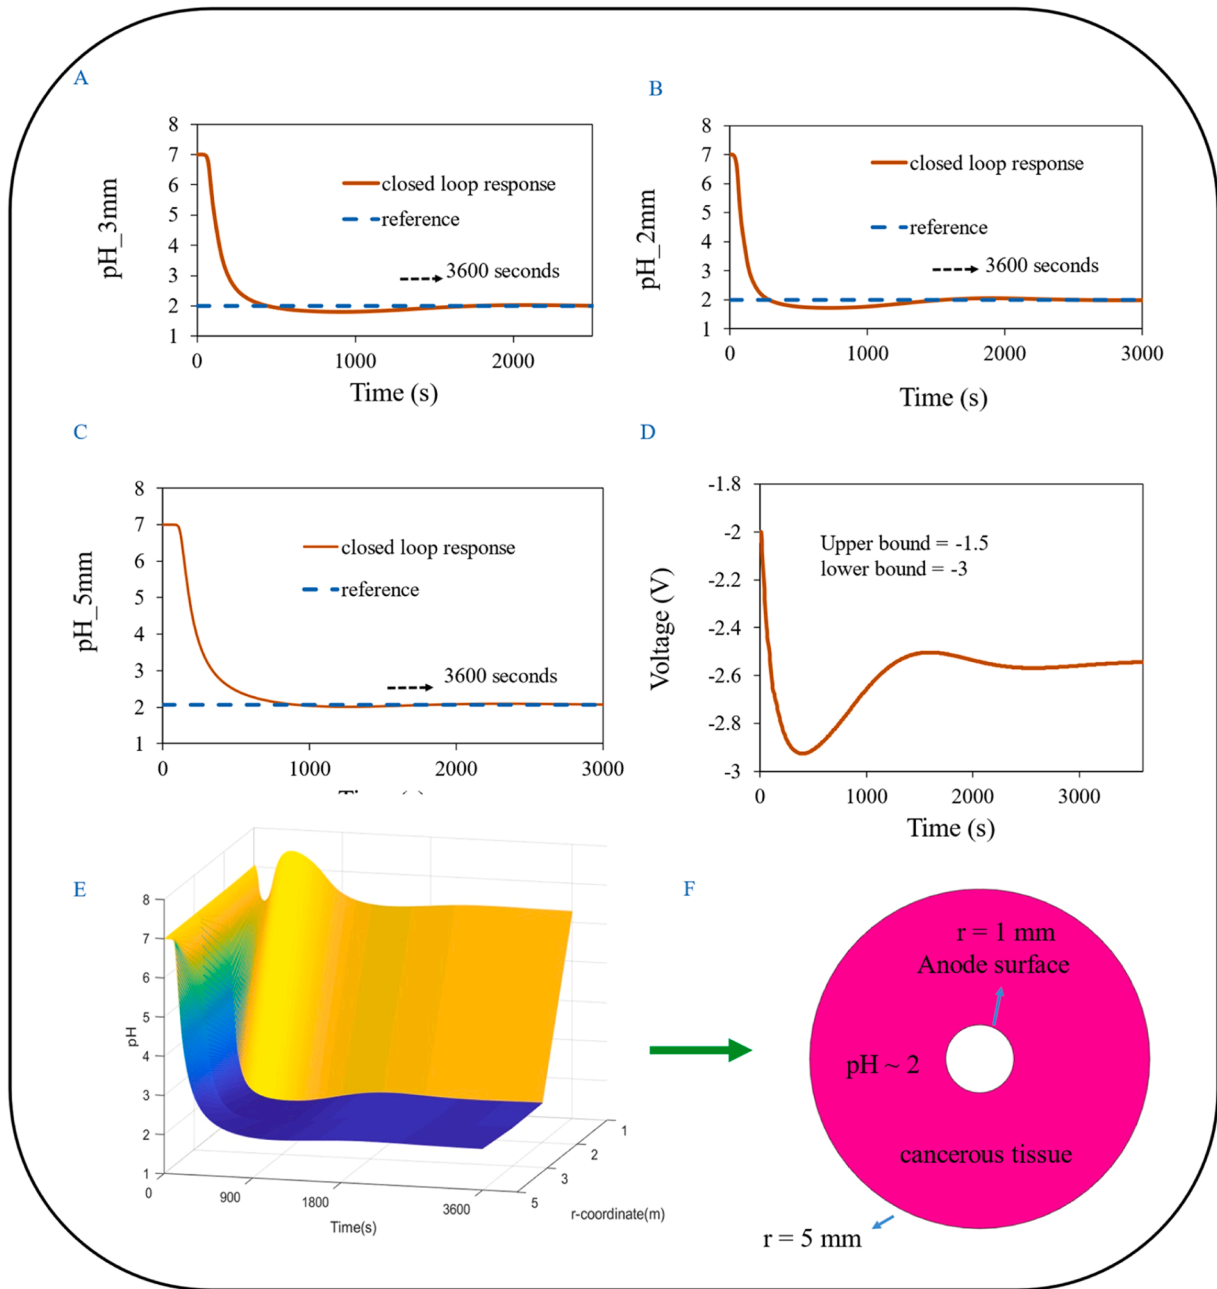 A
8
7
6
5
4
3
2
1
pH_3mm
closed loop response
reference
3600 seconds
0
1000
2000
Time (s)
B
8
7
6
5
4
3
2
1
pH_2mm
closed loop response
reference
3600 seconds
0
1000
2000
3000
Time (s)
C
8
7
6
5
4
3
2
1
pH_5mm
closed loop response
reference
3600 seconds
0
1000
2000
3000
D
-1.8
-2
-2.2
-2.4
-2.6
-2.8
-3
Voltage (V)
Upper bound = -1.5
lower bound = -3
0
1000
2000
3000
Time (s)
E
8
7
6
5
4
3
2
1
pH
0
900
1800
3600
Time(s)
1
2
3
5
r-coordinate(m)
F
r = 1 mm
Anode surface
pH ~ 2
cancerous tissue
r = 5 mm